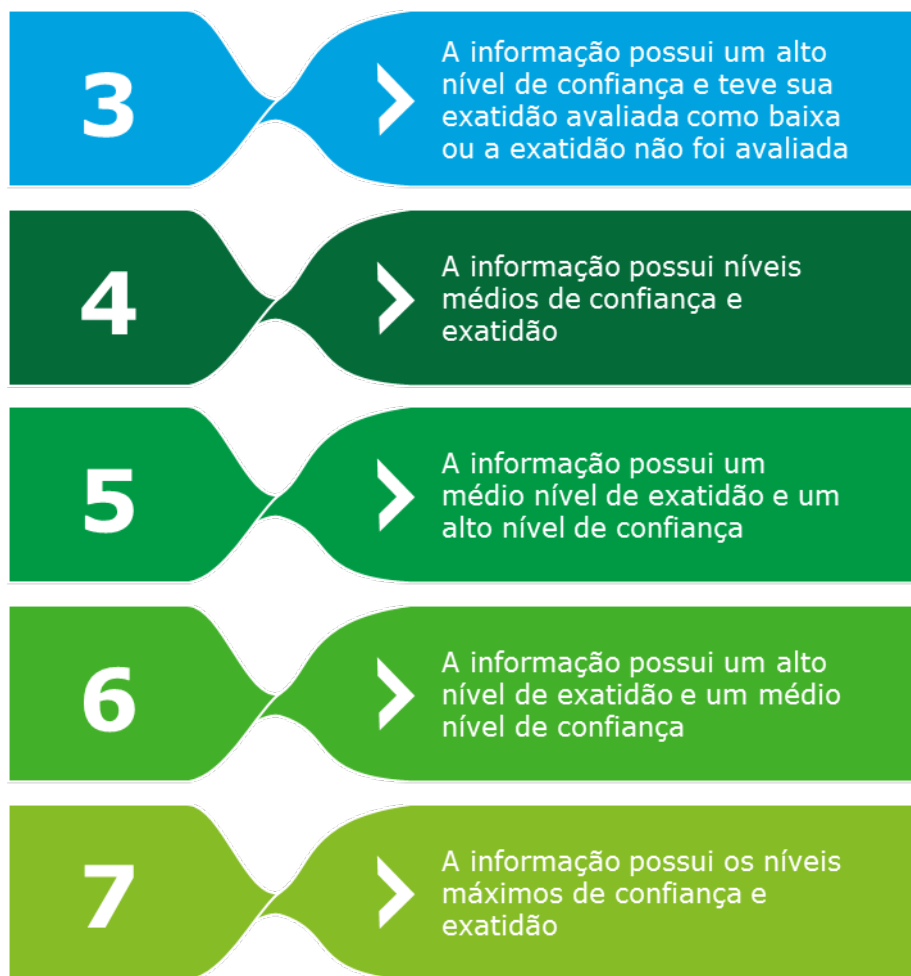 3
A informação possui um alto
nível de confiança e teve sua
exatidão avaliada como baixa
ou a exatidão não foi avaliada
4
A informação possui níveis
médios de confiança e
exatidão
5
A informação possui um
médio nível de exatidão e um
alto nível de confiança
6
A informação possui um alto
nível de exatidão e um médio
nível de confiança
7
A informação possui os níveis
máximos de confiança e
exatidão